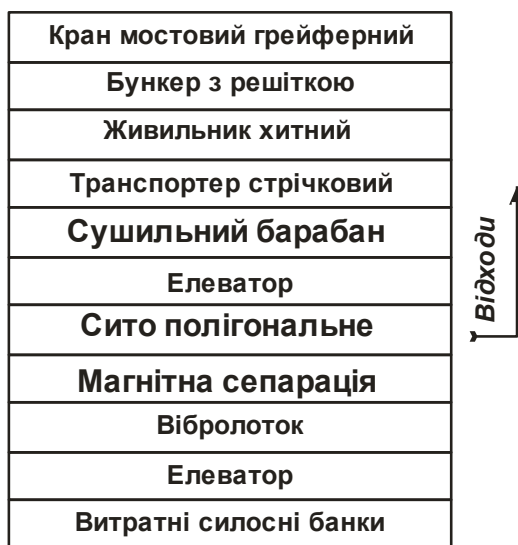 Кран мостовий грейферний
Бункер з решіткою
Живильник хитний
Транспортер стрічковий
Сушильний барабан
Елеватор
Сито полігональне
Магнітна сепарація
Вібролоток
Елеватор
Витратні силосні банки
Відходи